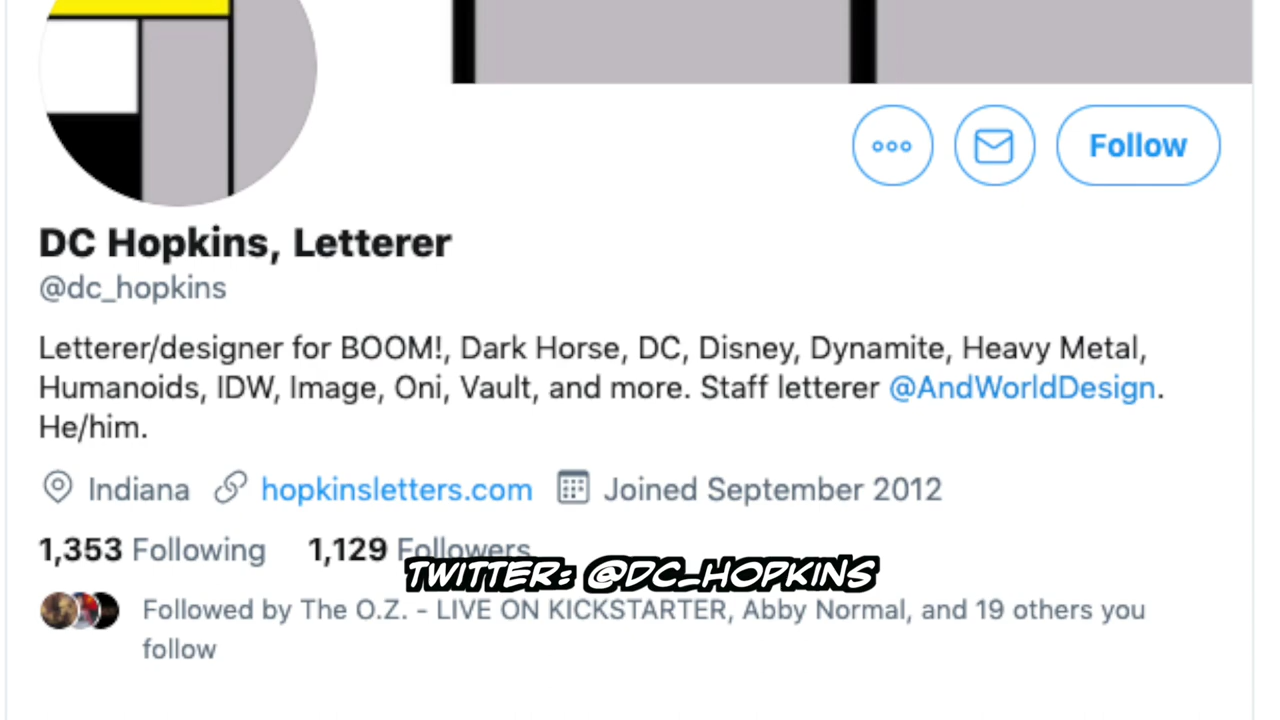 Follow
DC Hopkins, Letterer
@dc_hopkins
Letterer/designer for BOOM!, Dark Horse, DC, Disney, Dynamite, Heavy Metal,
Humanoids, IDW, Image, Oni, Vault, and more. Staff letterer @AndWorldDesign.
He/him.
Indiana hopkinsletters.com Joined September 2012
1,353 Following 1,129 Followers
TWITTER: @DC_HOPKINS
Followed by The O.Z. - LIVE ON KICKSTARTER, Abby Normal, and 19 others you
follow